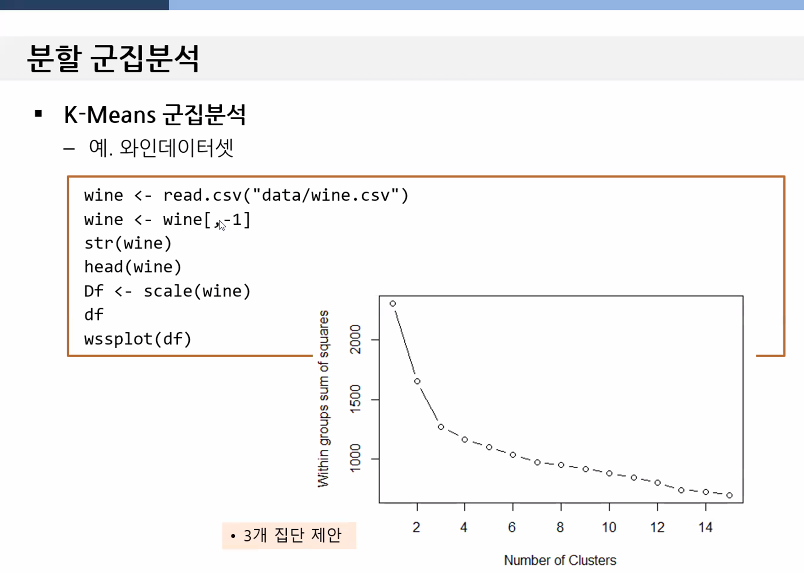 분할 군집분석
▪ K-Means 군집분석
– 예. 와인데이터셋
wine <- read.csv("data/wine.csv")
wine <- wine[,-1]
str(wine)
head(wine)
Df <- scale(wine)
df
wssplot(df)
Within groups sum of squares
2000
1500
1000
2 4 6 8 10 12 14
Number of Clusters
• 3개 집단 제안